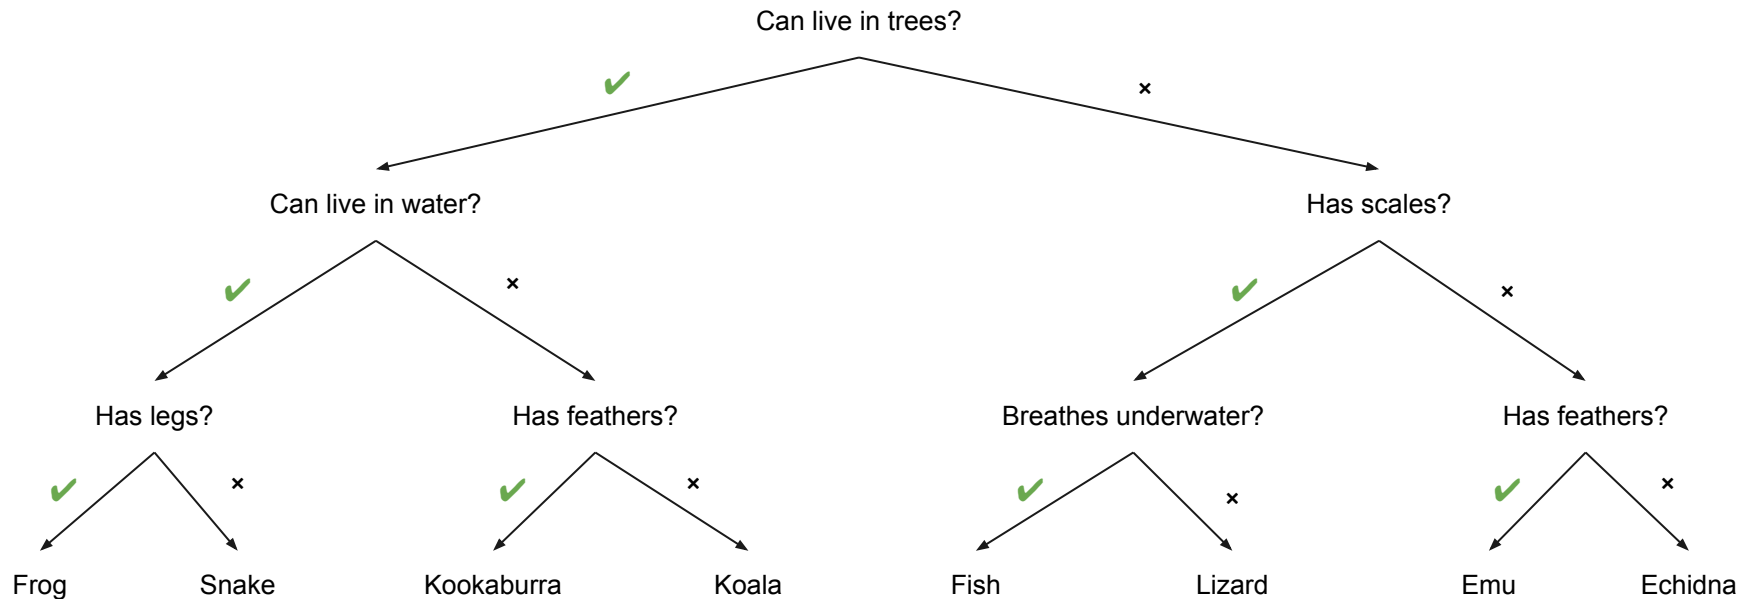 Can live in trees?
✔
×
Can live in water?
Has scales?
✔
×
✔
×
Has legs?
Has feathers?
Breathes underwater?
Has feathers?
✔
×
✔
×
✔
×
✔
×
Frog
Snake
Kookaburra
Koala
Fish
Lizard
Emu
Echidna